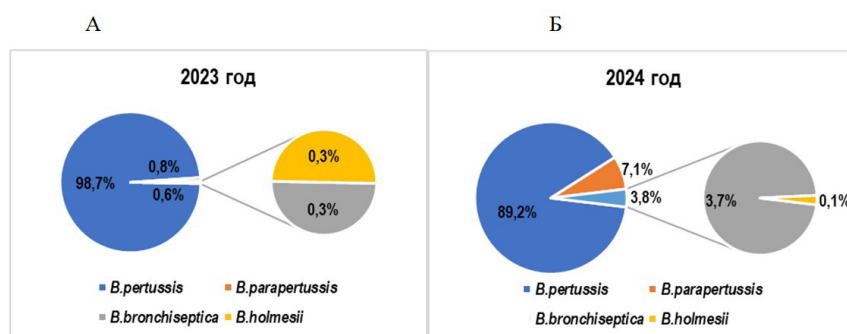 А
Б
2023 год
98,7%
0,8%
0,6%
0,3%
0,3%
B.pertussis
B.parapertussis
B.bronchiseptica
B.holmesii
2024 год
89,2%
7,1%
3,8%
3,7%
0,1%
B.pertussis
B.parapertussis
B.bronchiseptica
B.holmesii